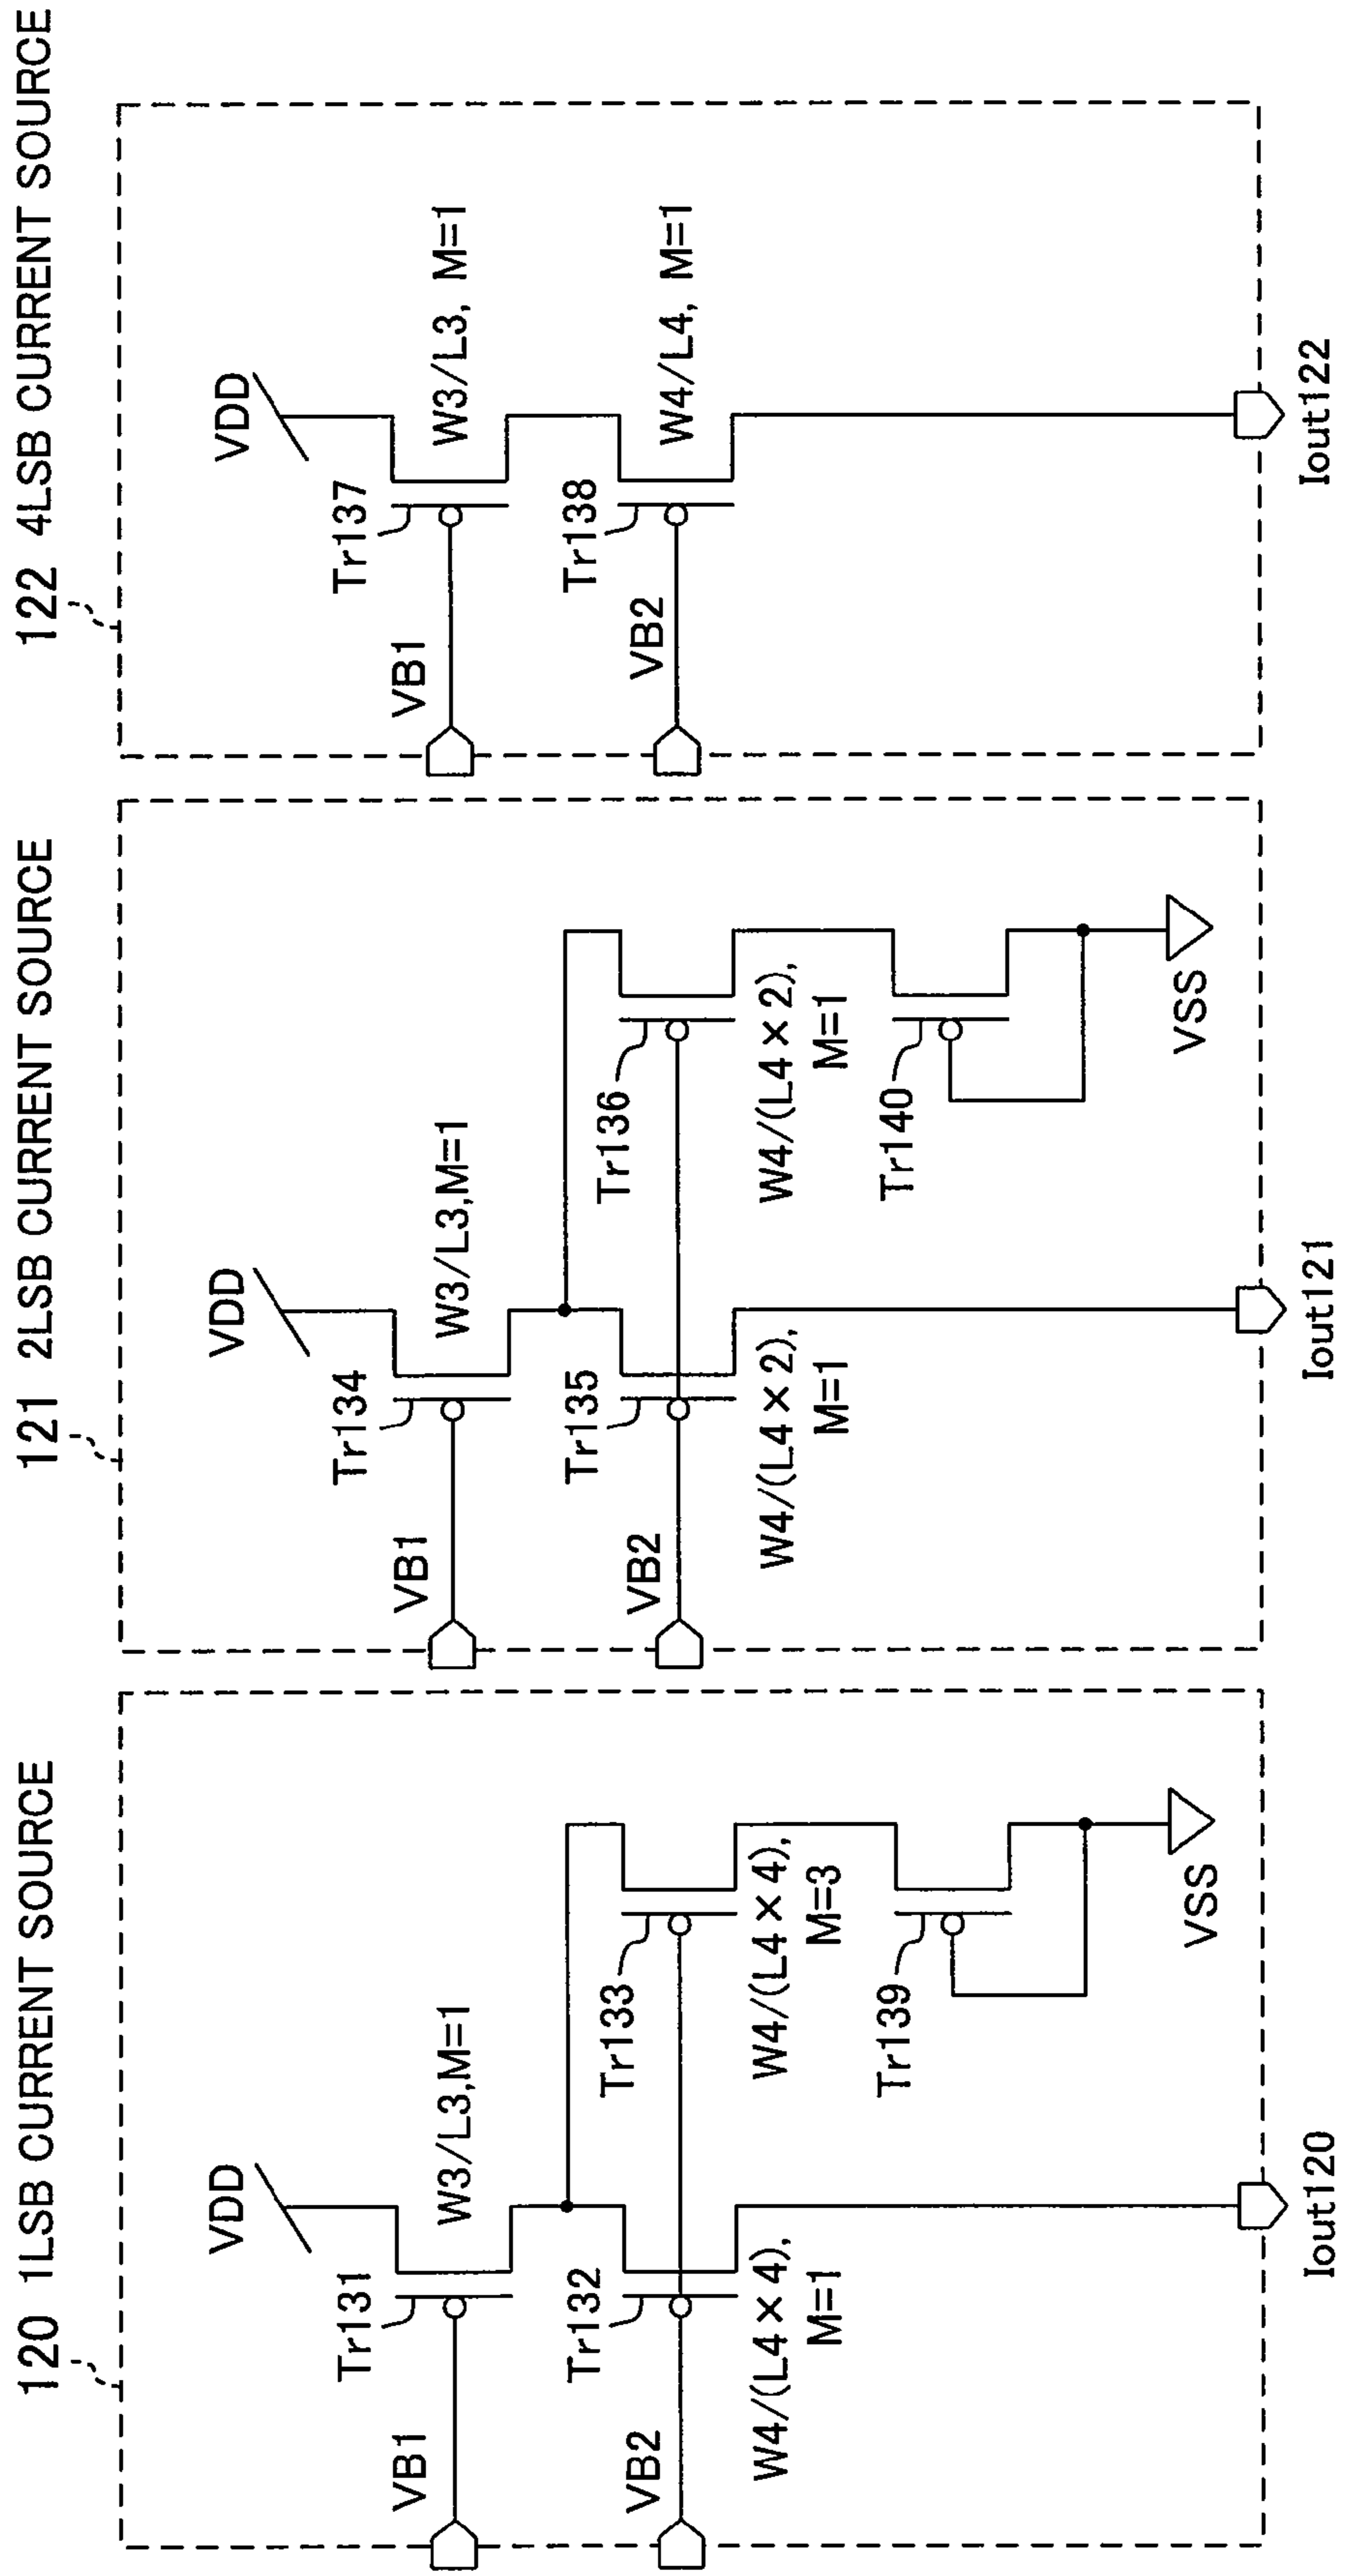 120 1LSB CURRENT SOURCE
VDD
Tr131
W3/L3,M=1
VB1
Tr132
VB2
W4/(L4×4),
M=1
Tr133
W4/(L4×4),
M=3
Tr139
VSS
Iout120
121 2LSB CURRENT SOURCE
VDD
Tr134
W3/L3,M=1
VB1
Tr135
VB2
W4/(L4×2),
M=1
Tr136
W4/(L4×2),
M=1
Tr140
VSS
Iout121
122 4LSB CURRENT SOURCE
VDD
Tr137
W3/L3, M=1
VB1
Tr138
W4/L4, M=1
VB2
Iout122